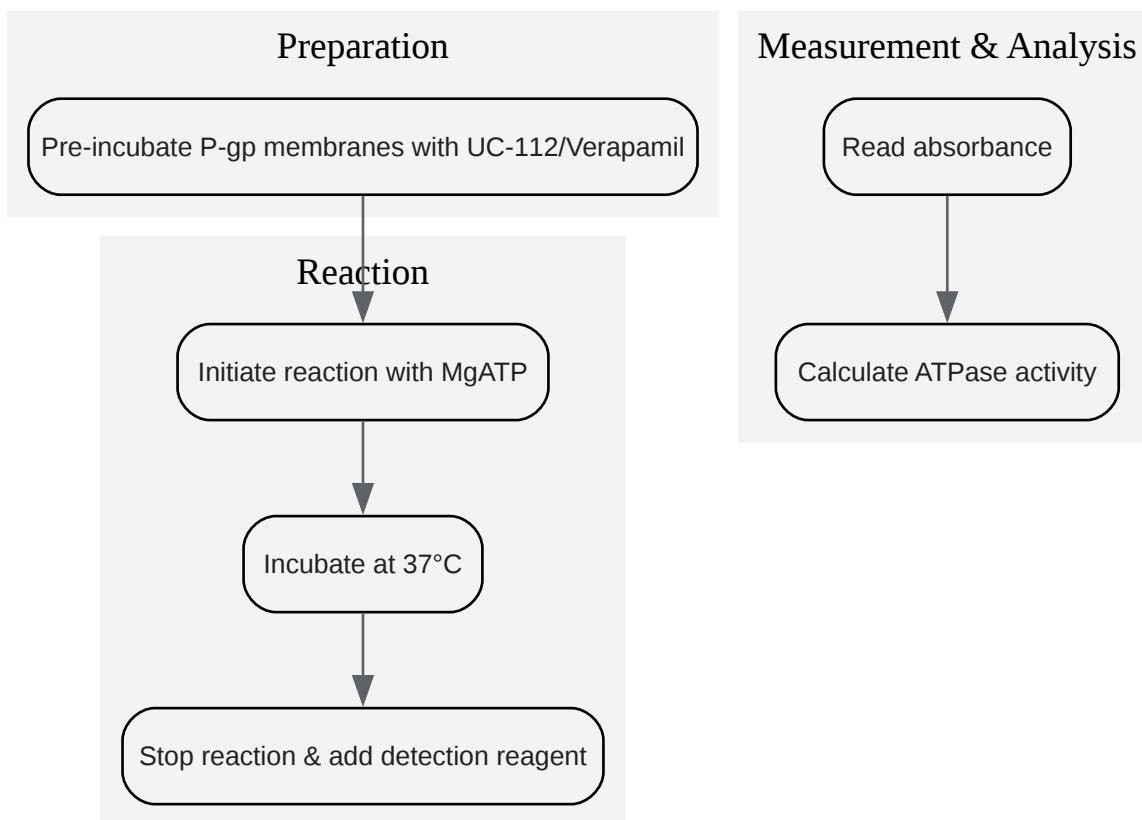 Preparation
Pre-incubate P-gp membranes with UC-112/Verapamil
Reaction
Initiate reaction with MgATP
Incubate at 37°C
Stop reaction & add detection reagent
Measurement & Analysis
Read absorbance
Calculate ATPase activity